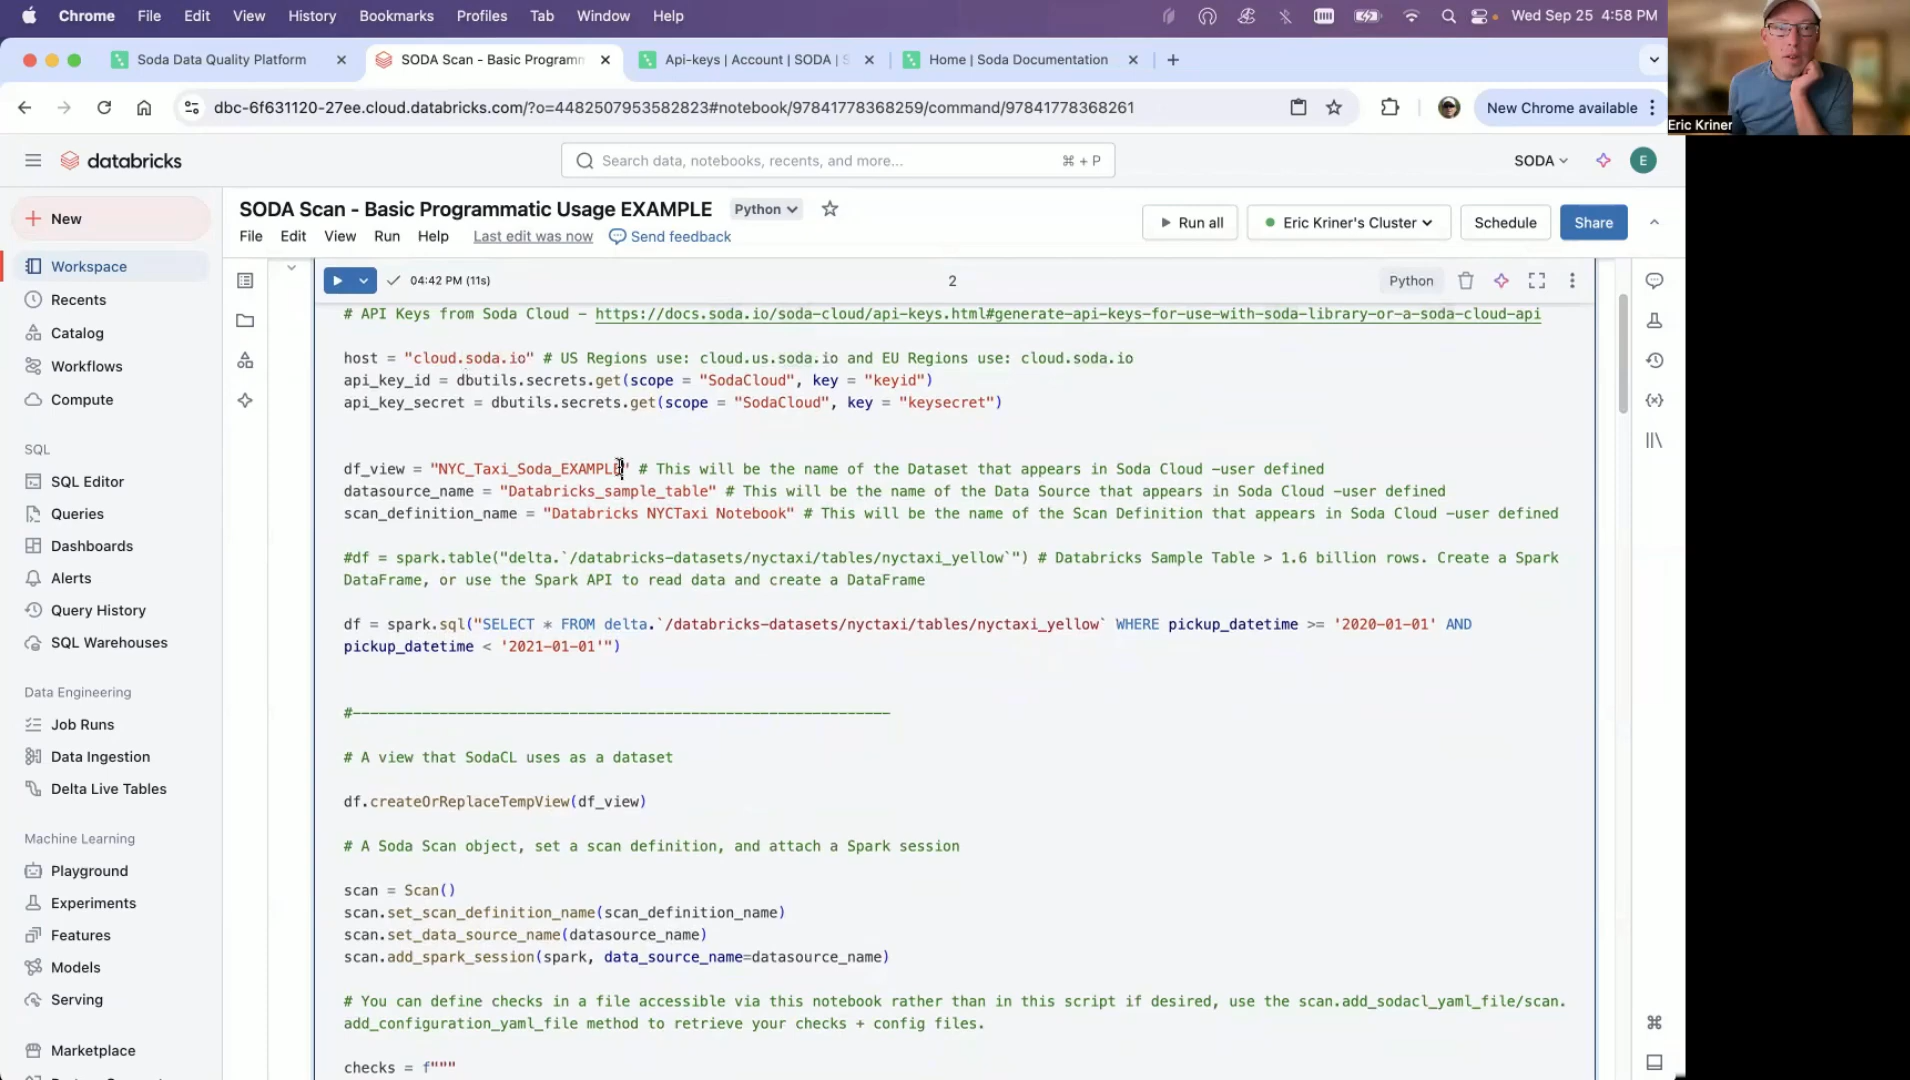 Chrome File Edit View History Bookmarks Profiles Tab Window Help Wed Sep 25 4:58 PM
Soda Data Quality Platform SODA Scan - Basic Programm Api-keys | Account | SODA | S Home | Soda Documentation
dbc-6f631120-27ee.cloud.databricks.com/?o=4482507953582823#notebook/97841778368259/command/97841778368261 New Chrome available
Eric Kriner
databricks Search data, notebooks, recents, and more... ⌘ + P SODA E
SODA Scan - Basic Programmatic Usage EXAMPLE Python
File Edit View Run Help Last edit was now Send feedback Run all Eric Kriner's Cluster Schedule Share
New
Workspace
Recents
Catalog
Workflows
Compute
SQL
SQL Editor
Queries
Dashboards
Alerts
Query History
SQL Warehouses
Data Engineering
Job Runs
Data Ingestion
Delta Live Tables
Machine Learning
Playground
Experiments
Features
Models
Serving
Marketplace
04:42 PM (11s) 2 Python
# API Keys from Soda Cloud – https://docs.soda.io/soda-cloud/api-keys.html#generate-api-keys-for-use-with-soda-library-or-a-soda-cloud-api
host = "cloud.soda.io" # US Regions use: cloud.us.soda.io and EU Regions use: cloud.soda.io
api_key_id = dbutils.secrets.get(scope = "SodaCloud", key = "keyid")
api_key_secret = dbutils.secrets.get(scope = "SodaCloud", key = "keysecret")
df_view = "NYC_Taxi_Soda_EXAMPLE" # This will be the name of the Dataset that appears in Soda Cloud –user defined
datasource_name = "Databricks_sample_table" # This will be the name of the Data Source that appears in Soda Cloud –user defined
scan_definition_name = "Databricks NYCTaxi Notebook" # This will be the name of the Scan Definition that appears in Soda Cloud –user defined
#df = spark.table("delta.`/databricks-datasets/nyctaxi/tables/nyctaxi_yellow`") # Databricks Sample Table > 1.6 billion rows. Create a Spark
DataFrame, or use the Spark API to read data and create a DataFrame
df = spark.sql("SELECT * FROM delta.`/databricks-datasets/nyctaxi/tables/nyctaxi_yellow` WHERE pickup_datetime >= '2020-01-01' AND
pickup_datetime < '2021-01-01'")
#--------------------------------------------------------------
# A view that SodaCL uses as a dataset
df.createOrReplaceTempView(df_view)
# A Soda Scan object, set a scan definition, and attach a Spark session
scan = Scan()
scan.set_scan_definition_name(scan_definition_name)
scan.set_data_source_name(datasource_name)
scan.add_spark_session(spark, data_source_name=datasource_name)
# You can define checks in a file accessible via this notebook rather than in this script if desired, use the scan.add_sodacl_yaml_file/scan.
add_configuration_yaml_file method to retrieve your checks + config files.
checks = f"""